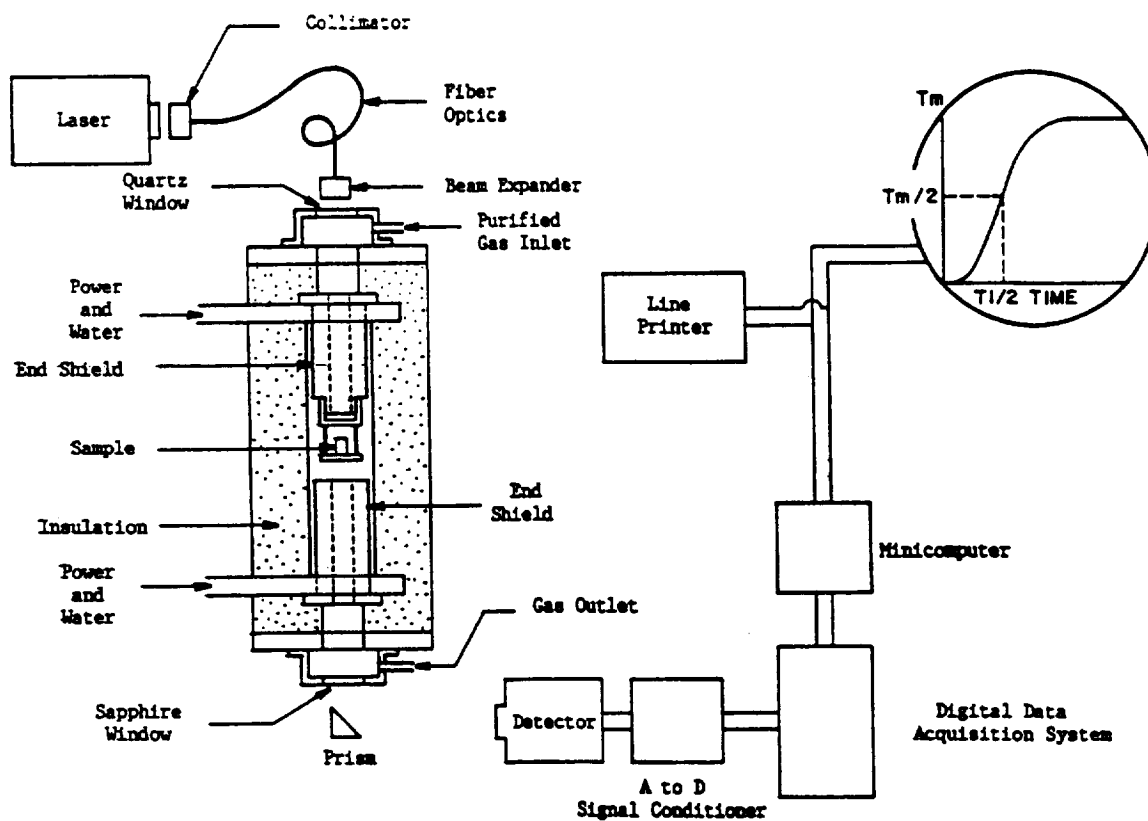 Collimator
Laser
Fiber
Optics
Quartz
Window
Beam Expander
Purified
Gas Inlet
Power
and
Water
End Shield
Sample
Insulation
End
Shield
Power
and
Water
Gas Outlet
Sapphire
Window
Prism
Tm
Tm/2
T1/2 TIME
Line
Printer
Minicomputer
Detector
A to D
Signal Conditioner
Digital Data
Acquisition System